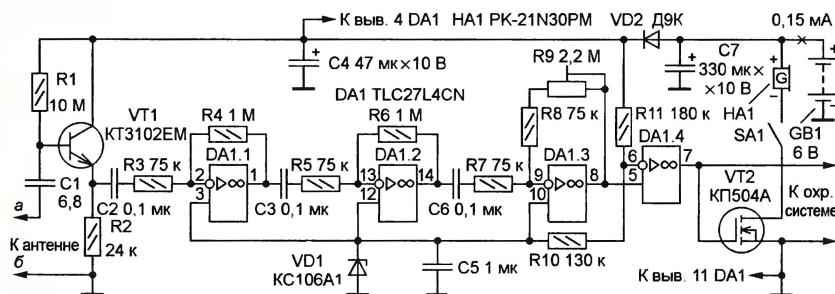 К выв. 4 DA1
HA1 PK-21N30PM
VD2 Д9К
0,15 мА
R1
10 М
VT1
КТ3102ЕМ
C4 47 мк×10 В
DA1 TLC27L4CN
R9 2,2 М
C7
330 мк×
×10 В
+
+
+
–
+
–
G
HA1
SA1
GB1
6 В
R4 1 М
R6 1 М
R8 75 к
R11 180 к
C1
6,8
R3 75 к
DA1.1
2
3
1
▷∞
R5 75 к
DA1.2
13
12
14
▷∞
R7 75 к
DA1.3
9
10
8
▷∞
DA1.4
6
5
7
▷∞
а
C2 0,1 мк
C3 0,1 мк
C6 0,1 мк
VT2
КП504А
К охр.
системе
К антенне
б
R2
24 к
VD1
КС106А1
C5 1 мк
R10 130 к
К выв. 11 DA1